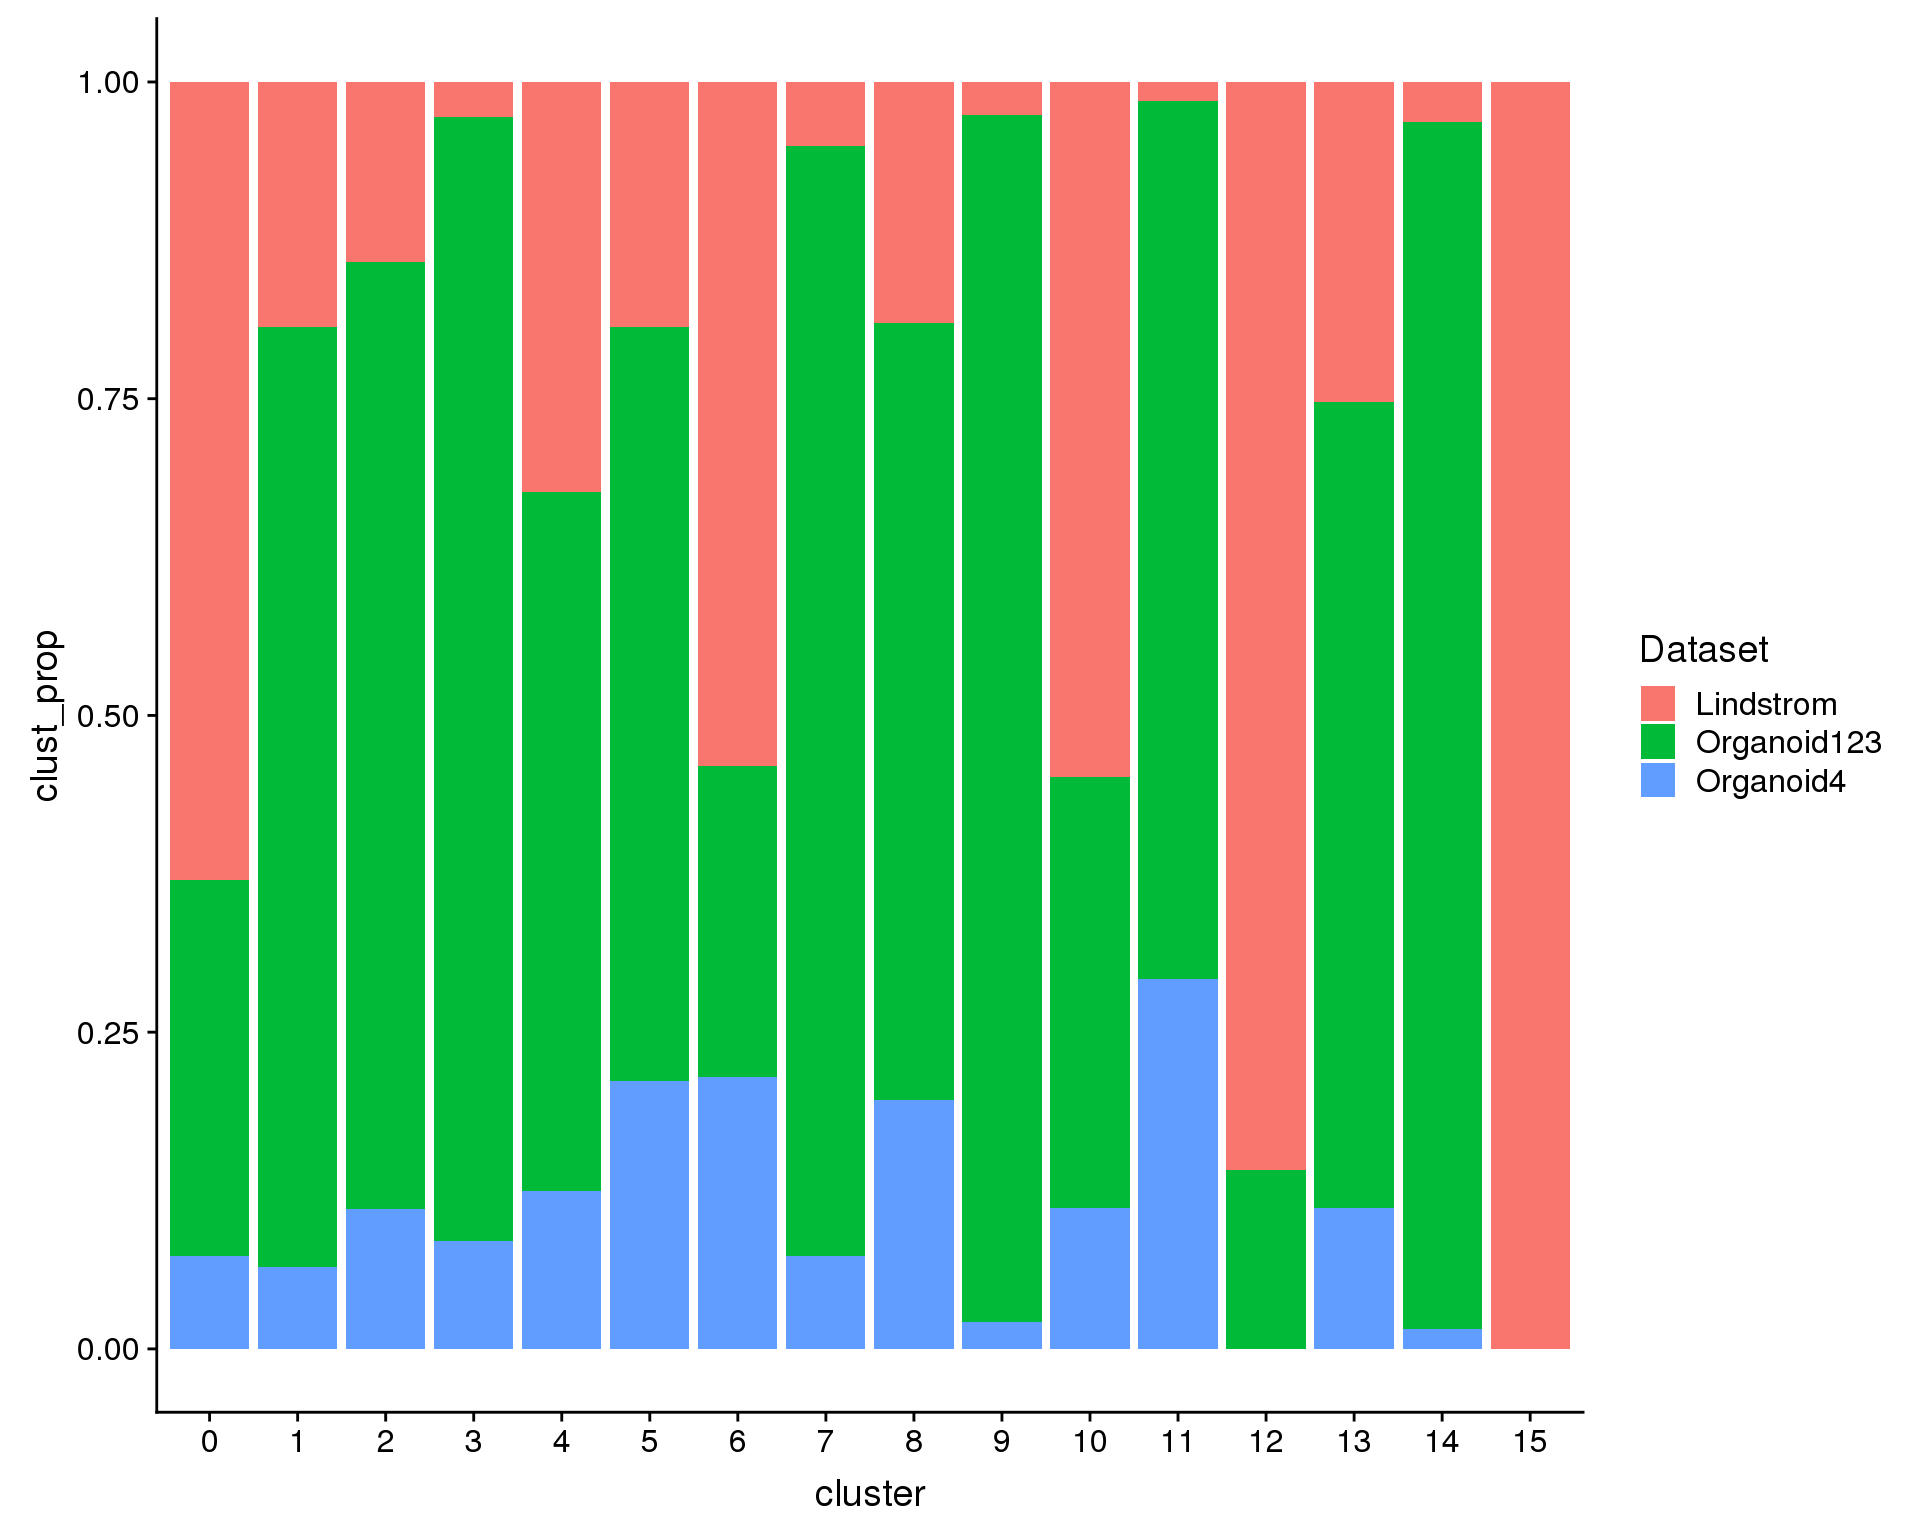 1.00
0.75
0.50
0.25
0.00
clust_prop
0 1 2 3 4 5 6 7 8 9 10 11 12 13 14 15
cluster
Dataset
Lindstrom
Organoid123
Organoid4